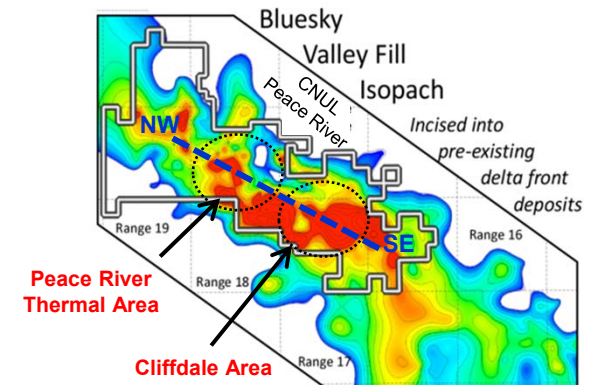 Bluesky
Valley Fill
Isopach
CNUL
Peace River
Incised into
pre-existing
delta front
deposits
NW
SE
Range 19
Range 16
Peace River
Thermal Area
Range 18
Range 17
Cliffdale Area